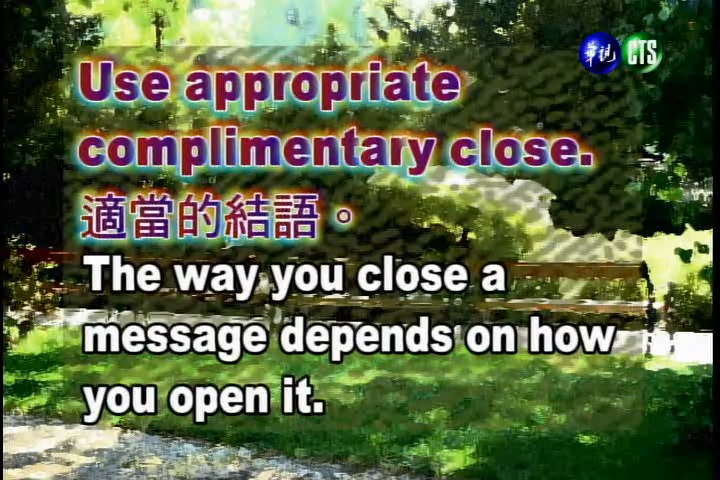 華視 CTS
Use appropriate
complimentary close.
適當的結語。
The way you close a
message depends on how
you open it.